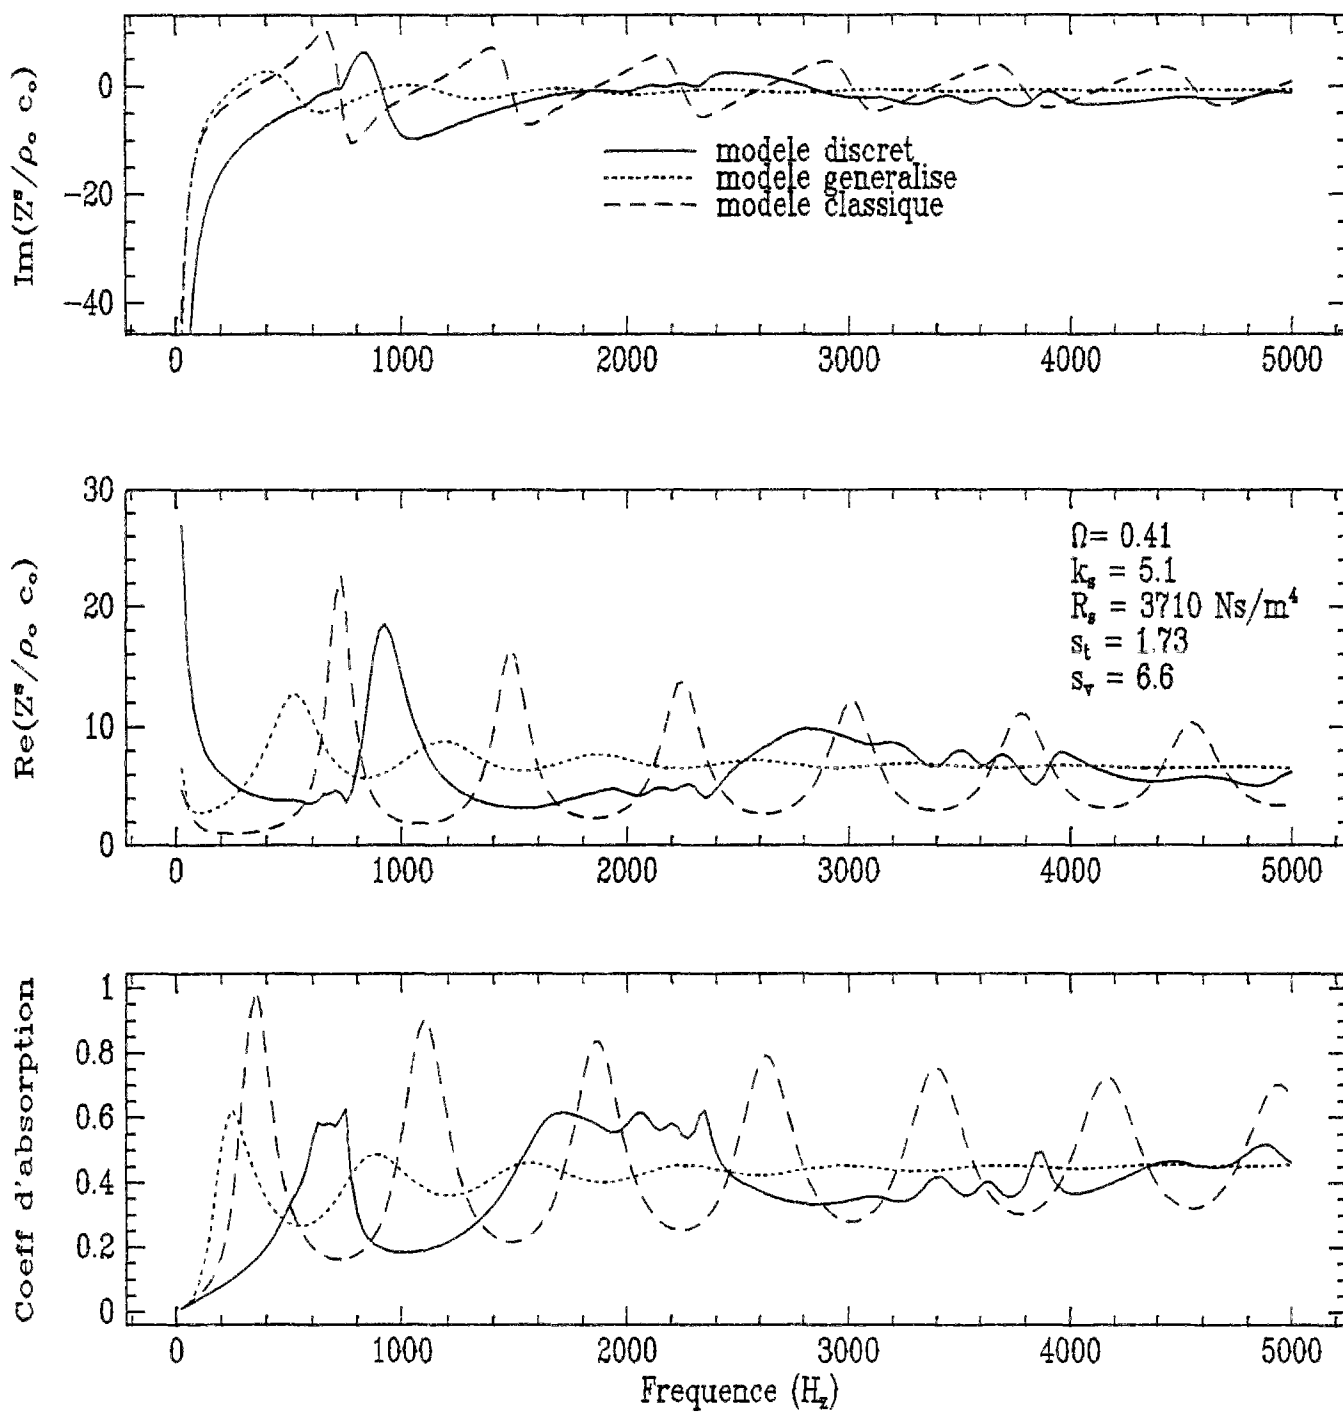 Im(Z^s/ρ_o c_o)
0
−20
−40
modele discret
modele generalise
modele classique
0 1000 2000 3000 4000 5000
Re(Z^s/ρ_o c_o)
30
20
10
0
Ω= 0.41
k_s = 5.1
R_s = 3710 Ns/m^4
s_t = 1.73
s_v = 6.6
0 1000 2000 3000 4000 5000
Coeff d'absorption
1
0.8
0.6
0.4
0.2
0
0 1000 2000 3000 4000 5000
Frequence (H_z)